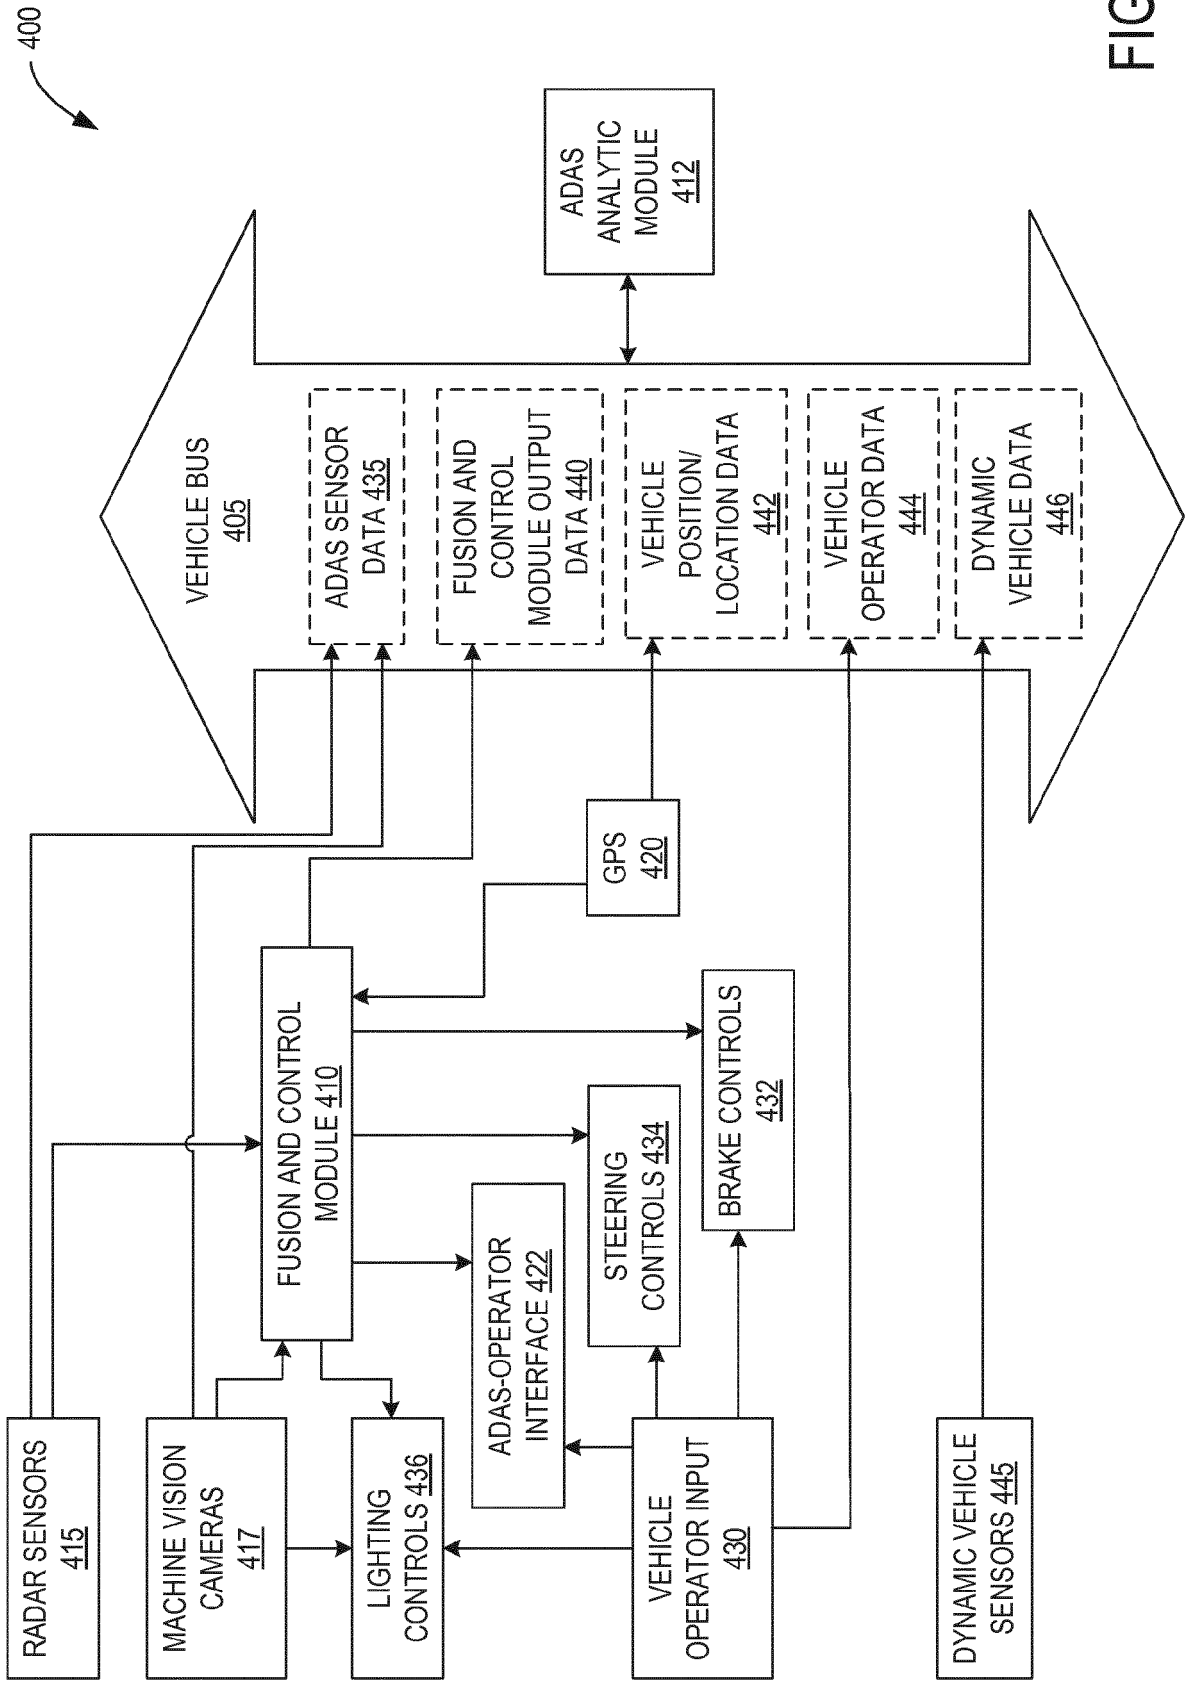 400
VEHICLE BUS
405
RADAR SENSORS
415
MACHINE VISION
CAMERAS
417
LIGHTING
CONTROLS 436
FUSION AND CONTROL
MODULE 410
ADAS-OPERATOR
INTERFACE 422
STEERING
CONTROLS 434
BRAKE CONTROLS
432
VEHICLE
OPERATOR INPUT
430
GPS
420
DYNAMIC VEHICLE
SENSORS 445
ADAS SENSOR
DATA 435
FUSION AND
CONTROL
MODULE OUTPUT
DATA 440
VEHICLE
POSITION/
LOCATION DATA
442
VEHICLE
OPERATOR DATA
444
DYNAMIC
VEHICLE DATA
446
ADAS
ANALYTIC
MODULE
412
FIG